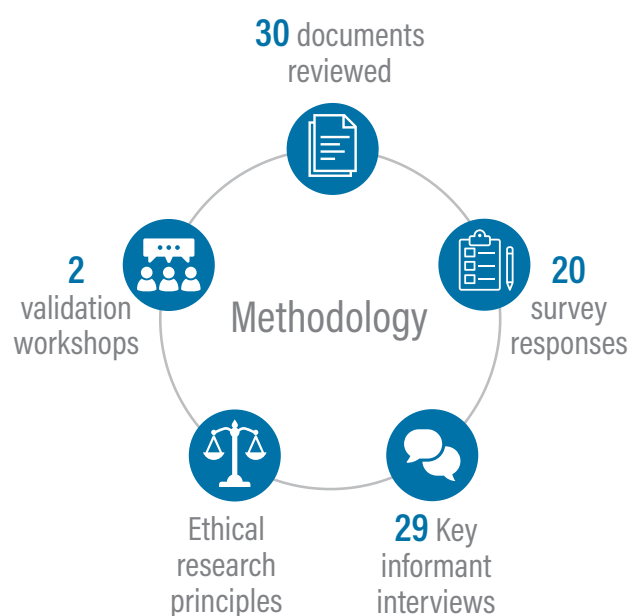 30 documents
reviewed
20
survey
responses
29 Key
informant
interviews
Ethical
research
principles
2
validation
workshops
Methodology